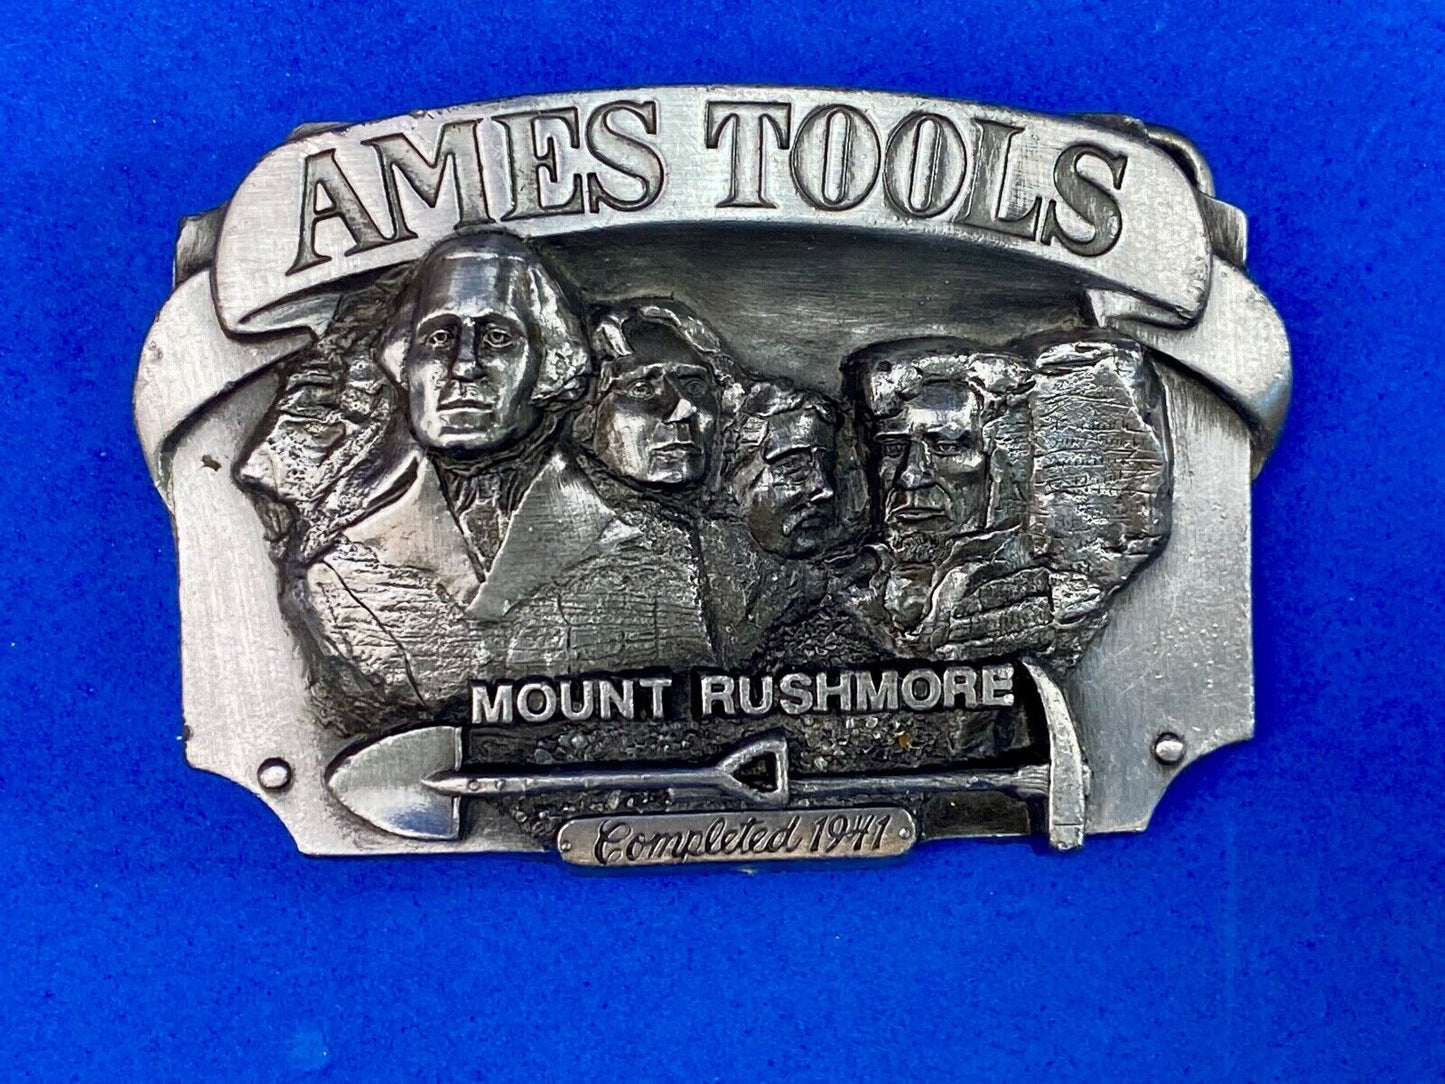 AMES TOOLS
MOUNT RUSHMORE
Completed 1941